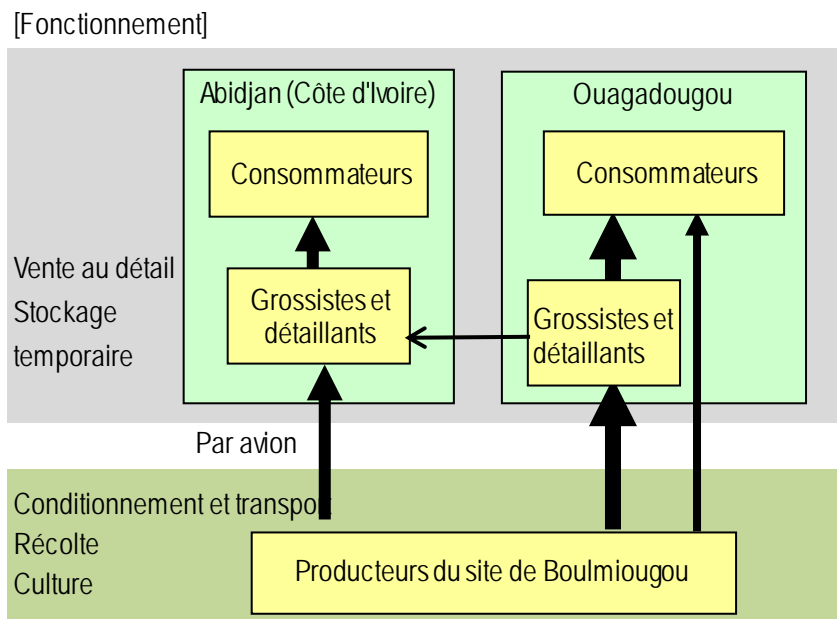 [Fonctionnement]
Abidjan (Côte d'Ivoire)
Ouagadougou
Consommateurs
Consommateurs
Vente au détail
Stockage
temporaire
Grossistes et
détaillants
Grossistes et
détaillants
Par avion
Conditionnement et transport
Récolte
Culture
Producteurs du site de Boulmiougou